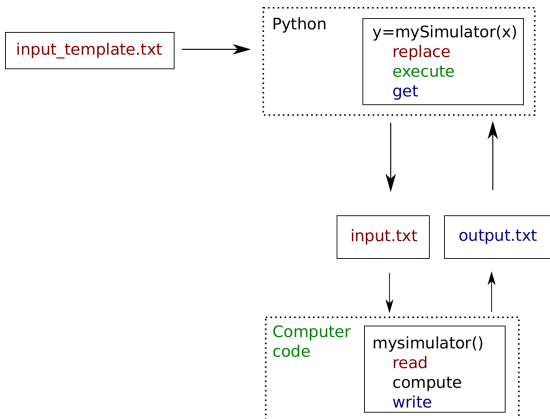 input_template.txt
Python
y=mySimulator(x)
replace
execute
get
input.txt
output.txt
Computer
code
mysimulator()
read
compute
write